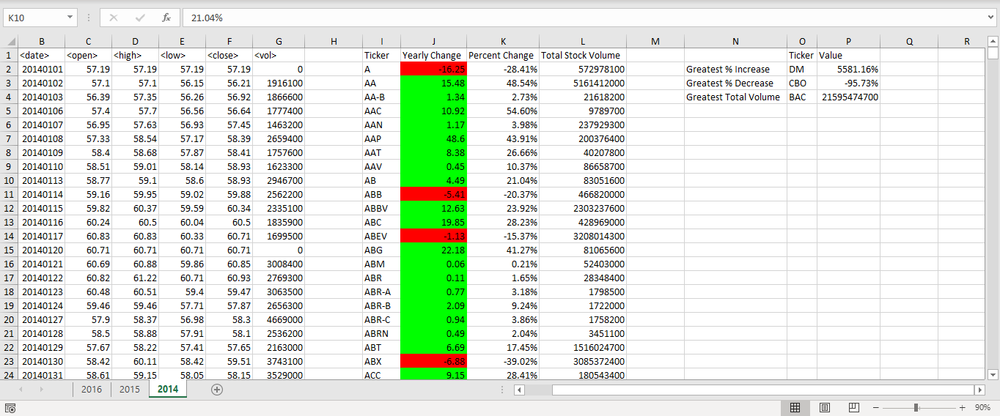 K10 fx 21.04%
B C D E F G H I J K L M N O P Q R
1 <date> <open> <high> <low> <close> <vol> Ticker Yearly Change Percent Change Total Stock Volume Ticker Value
2 20140101 57.19 57.19 57.19 57.19 0 A -16.25 -28.41% 572978100 Greatest % Increase DM 5581.16%
3 20140102 57.1 57.1 56.15 56.21 1916100 AA 15.48 48.54% 5161412000 Greatest % Decrease CBO -95.73%
4 20140103 56.39 57.35 56.26 56.92 1866600 AA-B 1.34 2.73% 21618200 Greatest Total Volume BAC 21595474700
5 20140106 57.4 57.7 56.56 56.64 1777400 AAC 10.92 54.60% 9789700
6 20140107 56.95 57.63 56.93 57.45 1463200 AAN 1.17 3.98% 237929300
7 20140108 57.33 58.54 57.17 58.39 2659400 AAP 48.6 43.91% 200376400
8 20140109 58.4 58.68 57.87 58.41 1757600 AAT 8.38 26.66% 40207800
9 20140110 58.51 59.01 58.14 58.93 1623300 AAV 0.45 10.37% 86658700
10 20140113 58.77 59.1 58.6 58.93 2946700 AB 4.49 21.04% 83051600
11 20140114 59.16 59.95 59.02 59.88 2562200 ABB -5.41 -20.37% 466820000
12 20140115 59.82 60.37 59.59 60.34 2335100 ABBV 12.63 23.92% 2303237600
13 20140116 60.24 60.5 60.04 60.5 1835900 ABC 19.85 28.23% 428969000
14 20140117 60.83 60.83 60.33 60.71 1699500 ABEV -1.13 -15.37% 3208014300
15 20140120 60.71 60.71 60.71 60.71 0 ABG 22.18 41.27% 81065600
16 20140121 60.69 60.88 59.86 60.85 3008400 ABM 0.06 0.21% 52403000
17 20140122 60.82 61.22 60.71 60.93 2769300 ABR 0.11 1.65% 28348400
18 20140123 60.48 60.51 59.4 59.47 3063500 ABR-A 0.77 3.18% 1798500
19 20140124 59.46 59.46 57.71 57.87 2656300 ABR-B 2.09 9.24% 1722000
20 20140127 57.9 58.37 56.98 58.3 4669000 ABR-C 0.94 3.86% 1758200
21 20140128 58.5 58.88 57.91 58.1 2536200 ABRN 0.49 2.04% 3451100
22 20140129 57.67 58.22 57.41 57.65 2163000 ABT 6.69 17.45% 1516024700
23 20140130 58.42 60.11 58.42 59.51 3743100 ABX -6.88 -39.02% 3085372400
24 20140131 58.61 59.15 58.05 58.15 3529000 ACC 9.15 28.41% 180543400
2016 2015 2014
90%